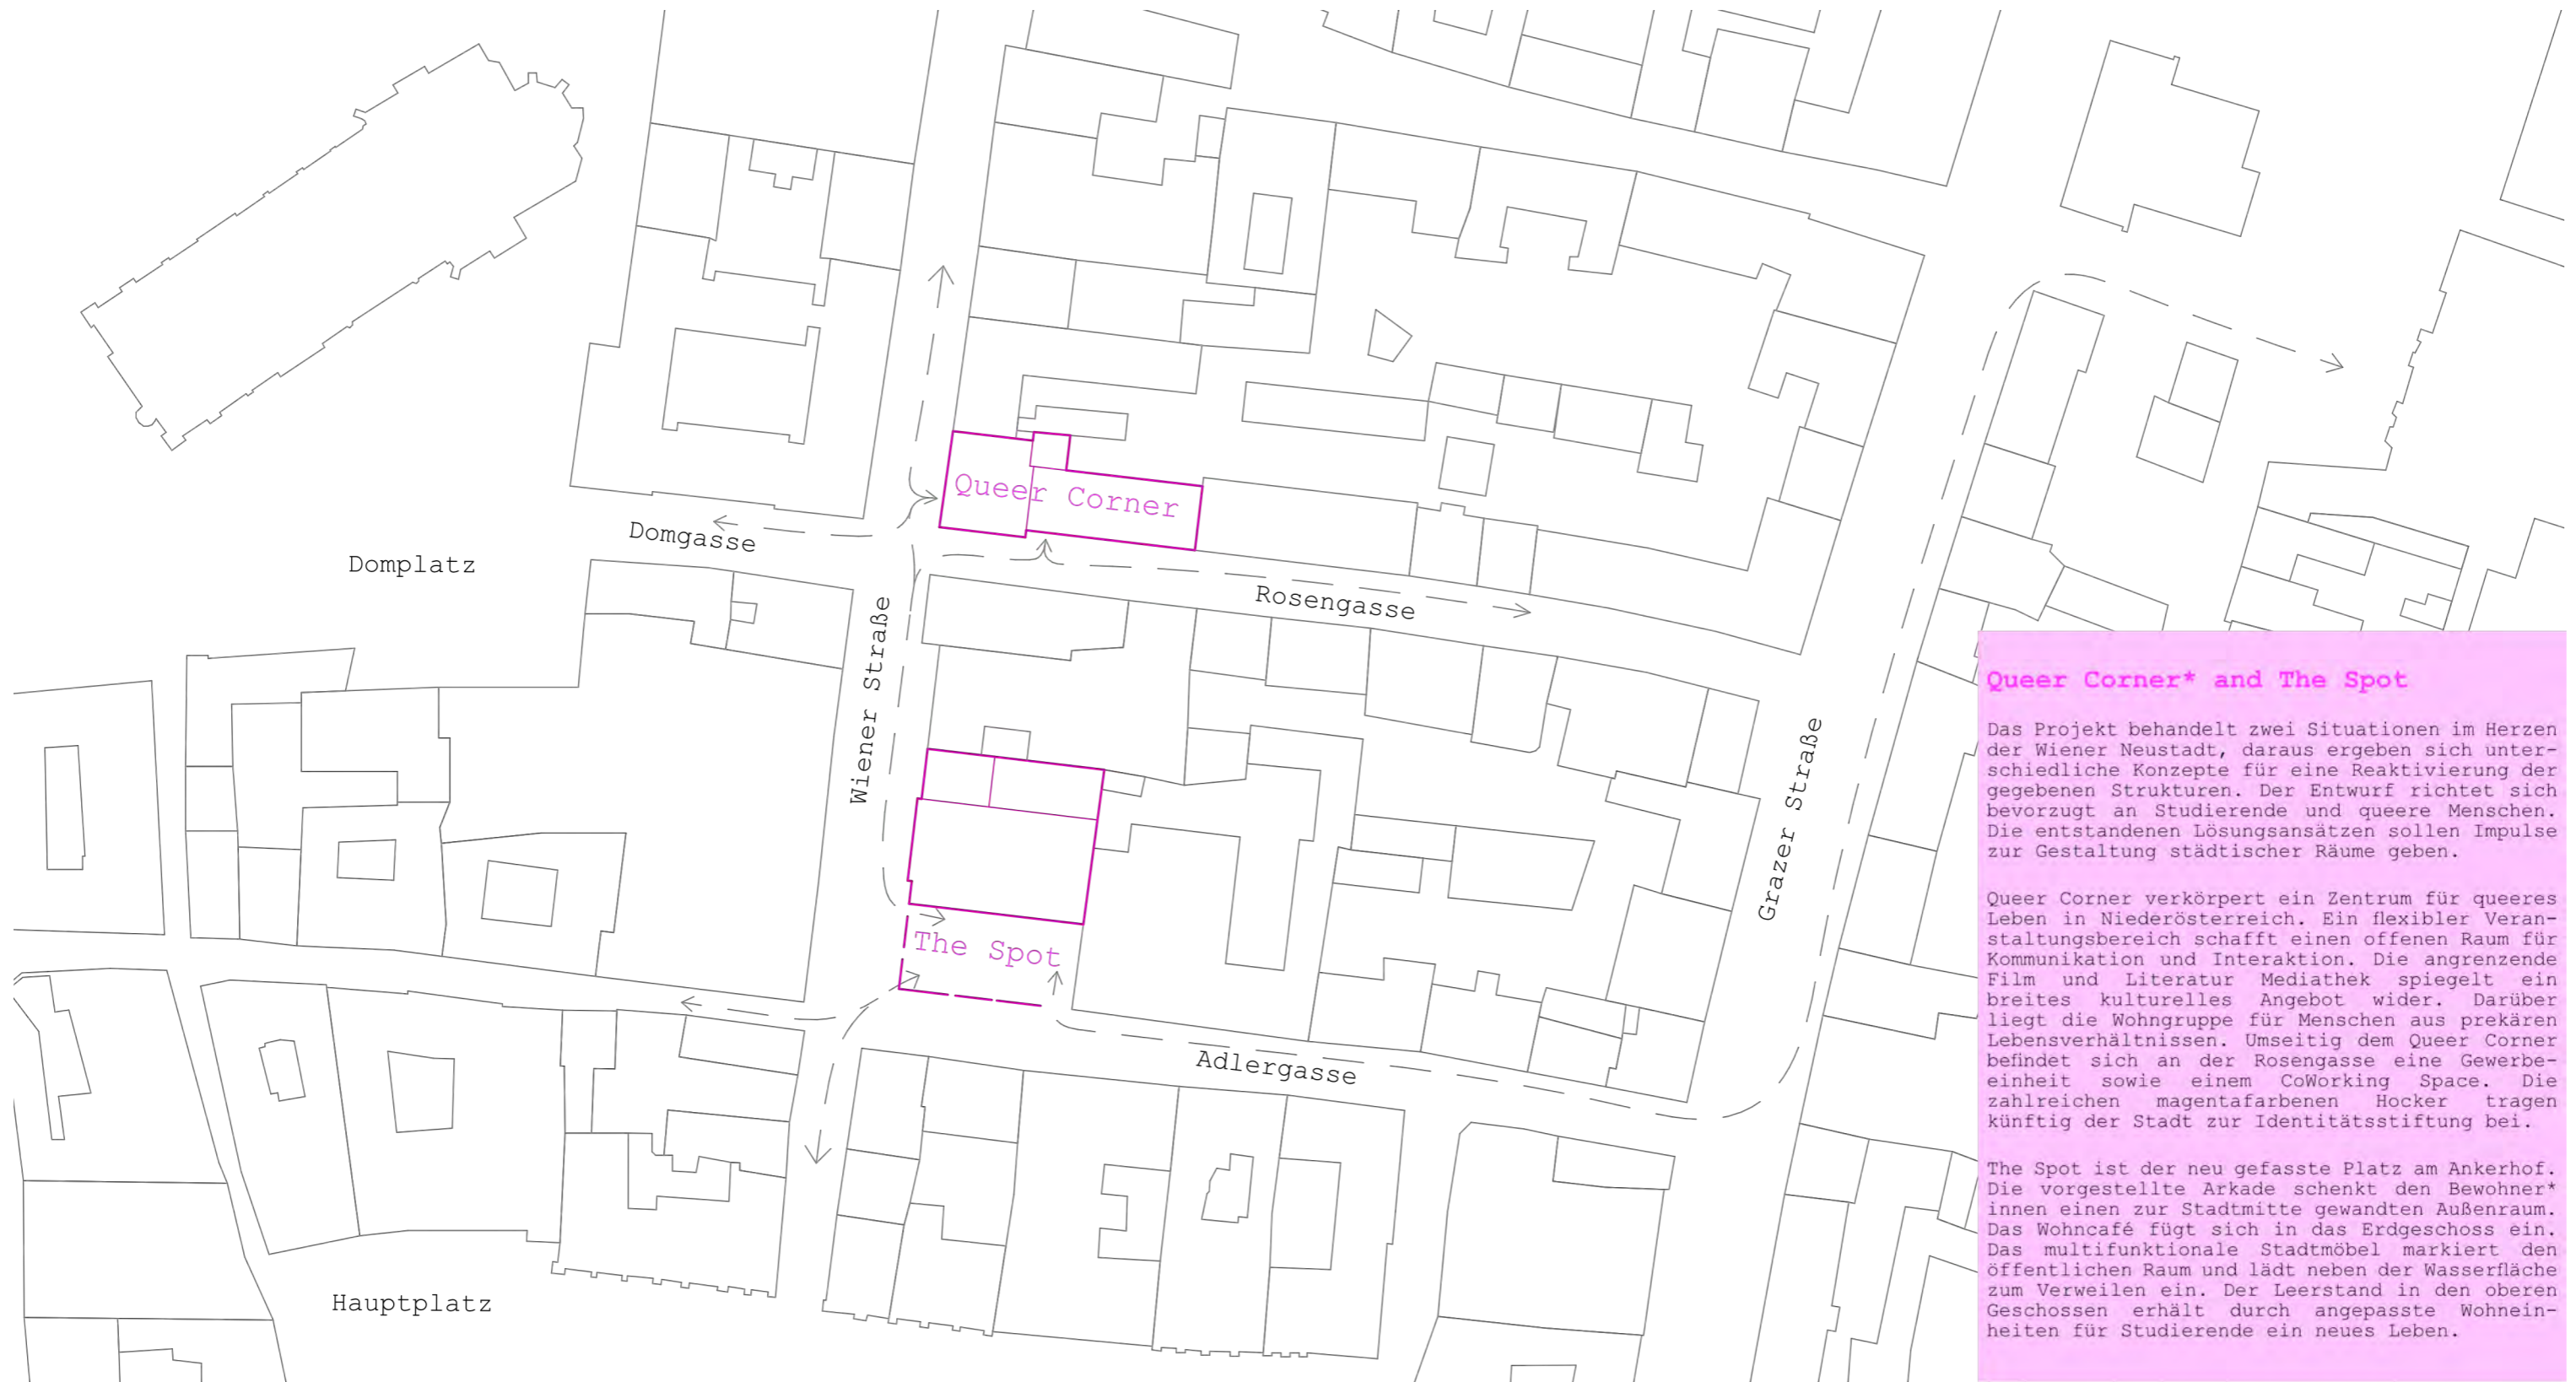 Queer Corner
Domgasse
Domplatz
Rosengasse
Wiener Straße
Grazer Straße
The Spot
Adlergasse
Hauptplatz
Queer Corner* and The Spot
Das Projekt behandelt zwei Situationen im Herzen
der Wiener Neustadt, daraus ergeben sich unter-
schiedliche Konzepte für eine Reaktivierung der
gegebenen Strukturen. Der Entwurf richtet sich
bevorzugt an Studierende und queere Menschen.
Die entstandenen Lösungsansätzen sollen Impulse
zur Gestaltung städtischer Räume geben.
Queer Corner verkörpert ein Zentrum für queeres
Leben in Niederösterreich. Ein flexibler Veran-
staltungsbereich schafft einen offenen Raum für
Kommunikation und Interaktion. Die angrenzende
Film und Literatur Mediathek spiegelt ein
breites kulturelles Angebot wider. Darüber
liegt die Wohngruppe für Menschen aus prekären
Lebensverhältnissen. Umseitig dem Queer Corner
befindet sich an der Rosengasse eine Gewerbe-
einheit sowie einem CoWorking Space. Die
zahlreichen magentafarbenen Hocker tragen
künftig der Stadt zur Identitätsstiftung bei.
The Spot ist der neu gefasste Platz am Ankerhof.
Die vorgestellte Arkade schenkt den Bewohner*
innen einen zur Stadtmitte gewandten Außenraum.
Das Wohncafé fügt sich in das Erdgeschoss ein.
Das multifunktionale Stadtmöbel markiert den
öffentlichen Raum und lädt neben der Wasserfläche
zum Verweilen ein. Der Leerstand in den oberen
Geschossen erhält durch angepasste Wohnein-
heiten für Studierende ein neues Leben.